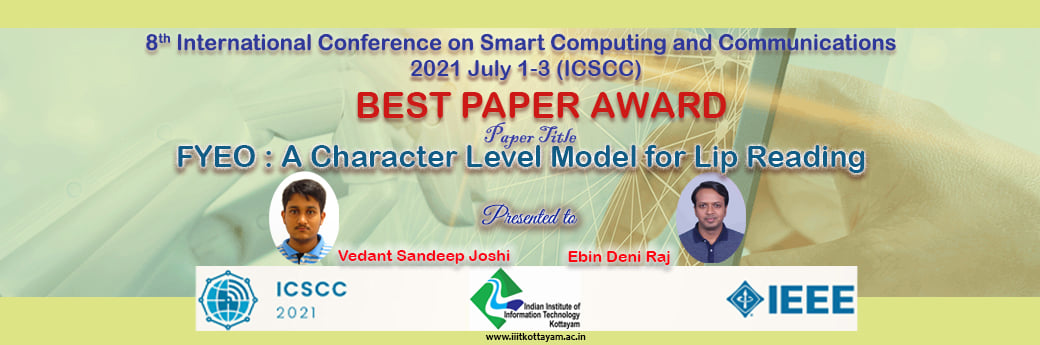 8th International Conference on Smart Computing and Communications
2021 July 1-3 (ICSCC)
BEST PAPER AWARD
Paper Title
FYEO : A Character Level Model for Lip Reading
Presented to
Vedant Sandeep Joshi
Ebin Deni Raj
ICSCC
2021
Indian Institute of
Information Technology
Kottayam
IEEE
www.iiitkottayam.ac.in